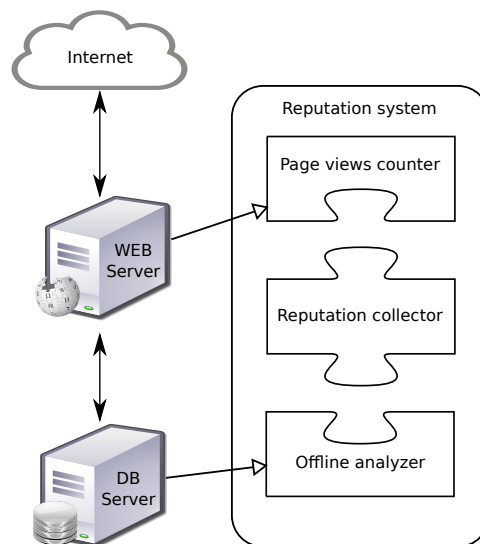 Internet
Reputation system
Page views counter
WEB
Server
Reputation collector
DB
Server
Offline analyzer